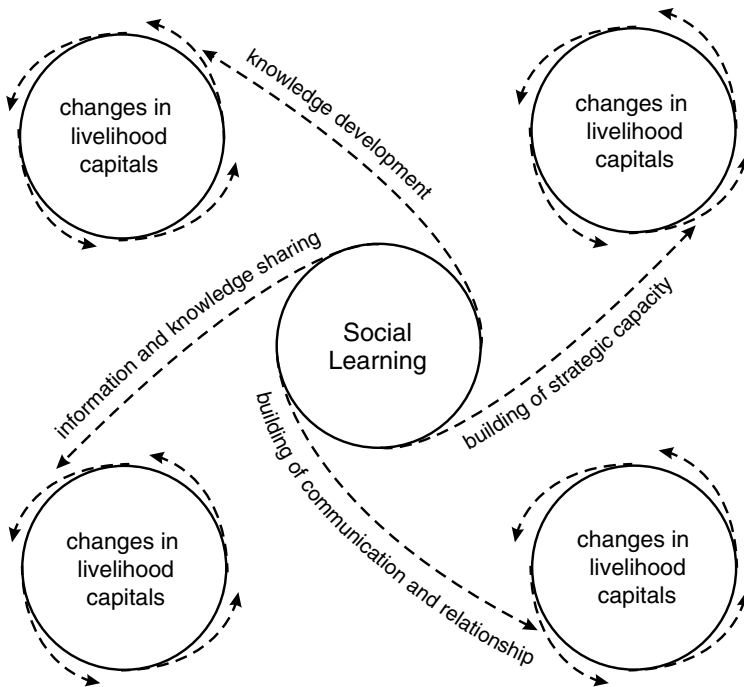 changes in
livelihood
capitals
knowledge development
changes in
livelihood
capitals
information and knowledge sharing
Social
Learning
building of strategic capacity
building of communication and relationship
changes in
livelihood
capitals
changes in
livelihood
capitals